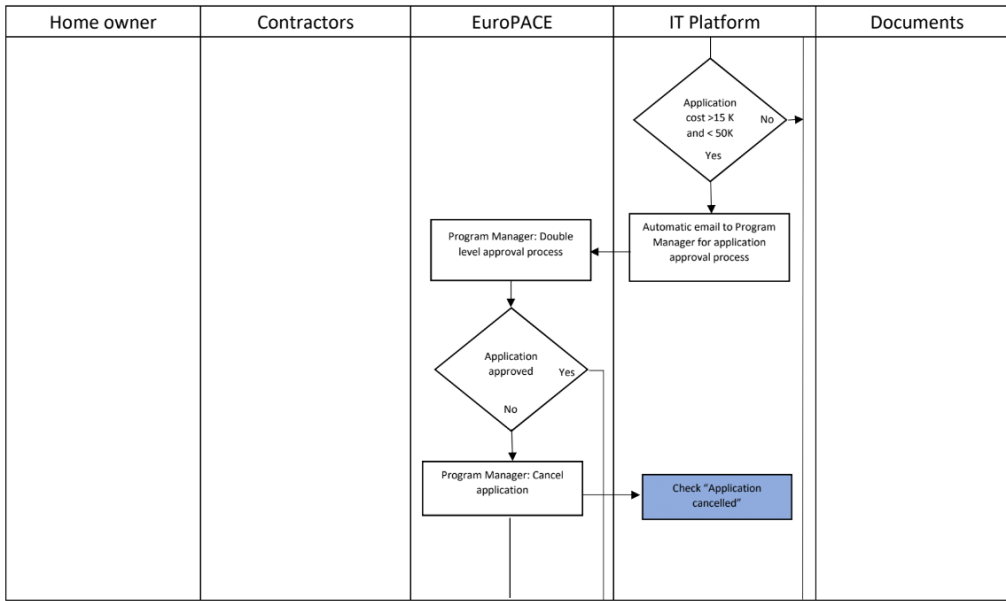 Home owner
Contractors
EuroPACE
IT Platform
Documents
Application
cost >15 K
and < 50K
No
Yes
Automatic email to Program
Manager for application
approval process
Program Manager: Double
level approval process
Application
approved
Yes
No
Program Manager: Cancel
application
Check “Application
cancelled”